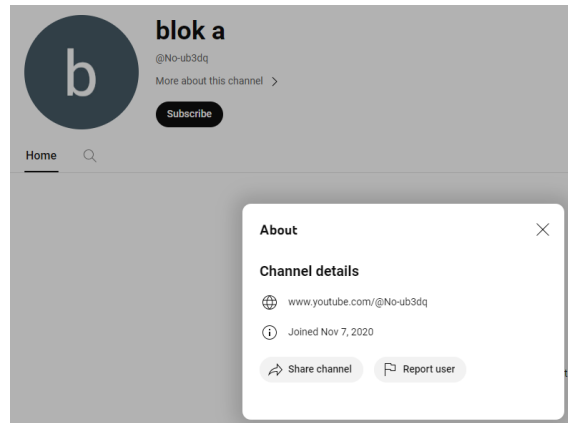 b
blok a
@No-ub3dq
More about this channel
Subscribe
Home
About
Channel details
www.youtube.com/@No-ub3dq
Joined Nov 7, 2020
Share channel Report user
t